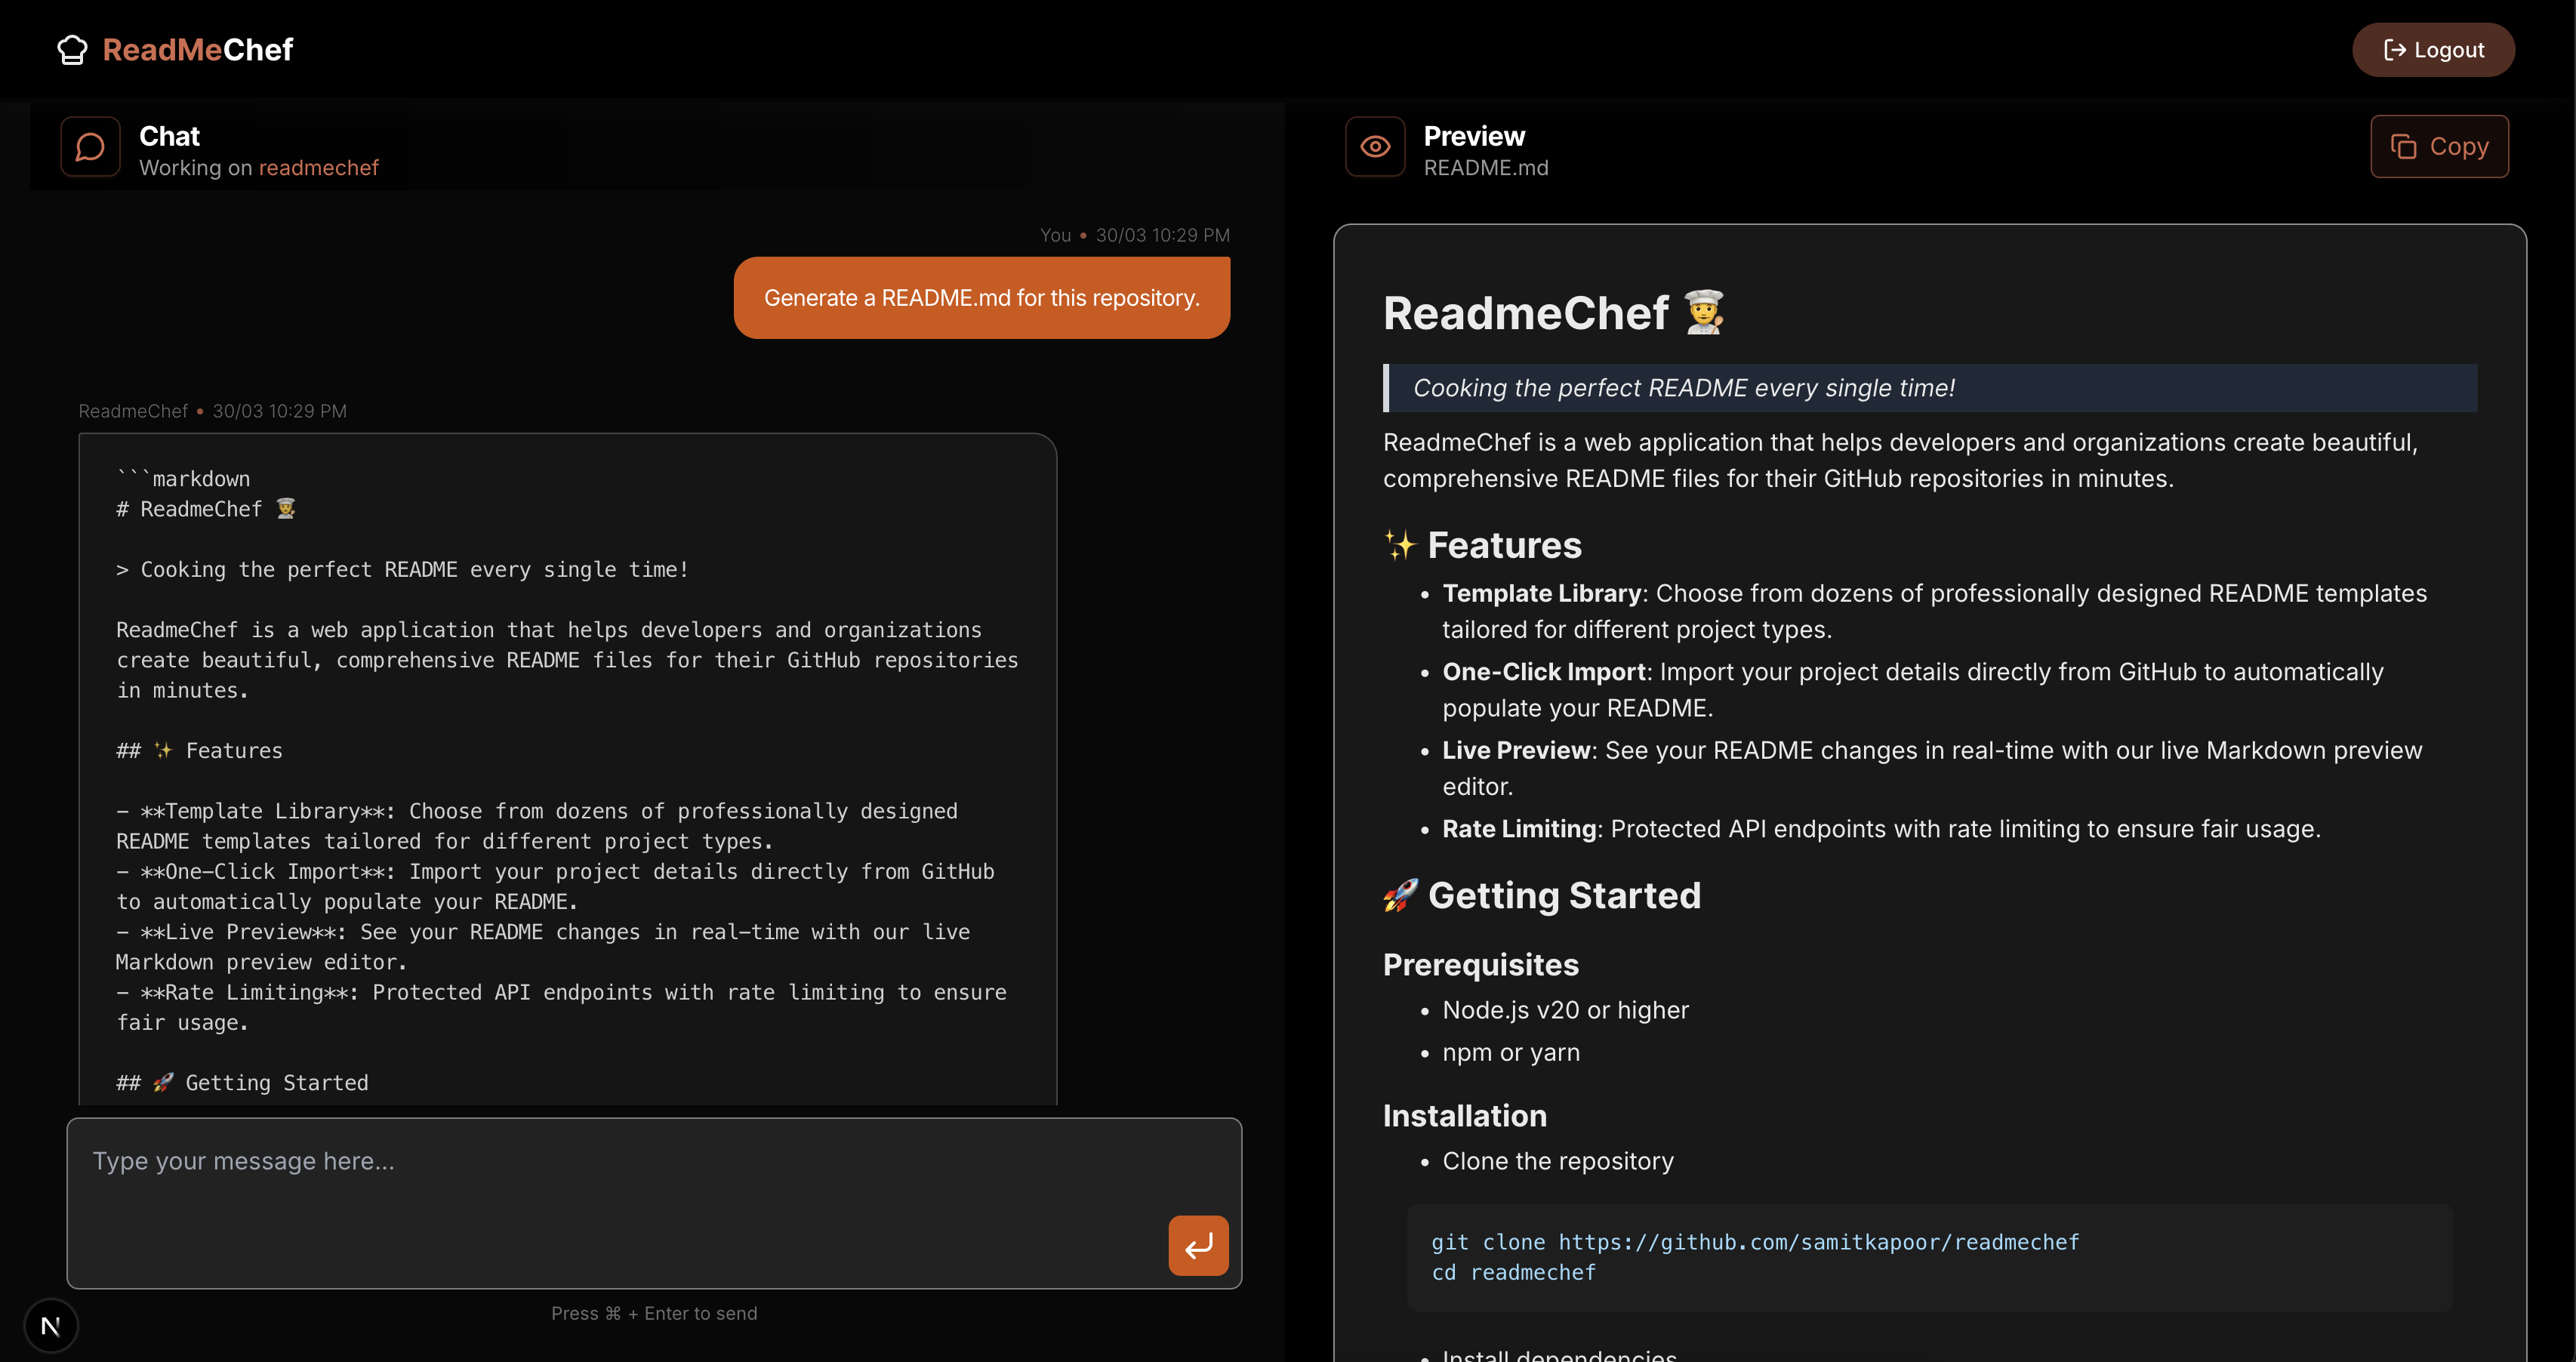 ReadMeChef
Logout
Chat
Working on readmechef
You • 30/03 10:29 PM
Generate a README.md for this repository.
ReadmeChef • 30/03 10:29 PM
```markdown
# ReadmeChef 👨‍🍳
> Cooking the perfect README every single time!
ReadmeChef is a web application that helps developers and organizations
create beautiful, comprehensive README files for their GitHub repositories
in minutes.
## ✨ Features
- **Template Library**: Choose from dozens of professionally designed
README templates tailored for different project types.
- **One-Click Import**: Import your project details directly from GitHub
to automatically populate your README.
- **Live Preview**: See your README changes in real-time with our live
Markdown preview editor.
- **Rate Limiting**: Protected API endpoints with rate limiting to ensure
fair usage.
## 🚀 Getting Started
Type your message here...
Press ⌘ + Enter to send
N
Preview
README.md
Copy
ReadmeChef 👨‍🍳
Cooking the perfect README every single time!
ReadmeChef is a web application that helps developers and organizations create beautiful,
comprehensive README files for their GitHub repositories in minutes.
✨ Features
• Template Library: Choose from dozens of professionally designed README templates
tailored for different project types.
• One-Click Import: Import your project details directly from GitHub to automatically
populate your README.
• Live Preview: See your README changes in real-time with our live Markdown preview
editor.
• Rate Limiting: Protected API endpoints with rate limiting to ensure fair usage.
🚀 Getting Started
Prerequisites
• Node.js v20 or higher
• npm or yarn
Installation
• Clone the repository
git clone https://github.com/samitkapoor/readmechef
cd readmechef
• Install dependencies